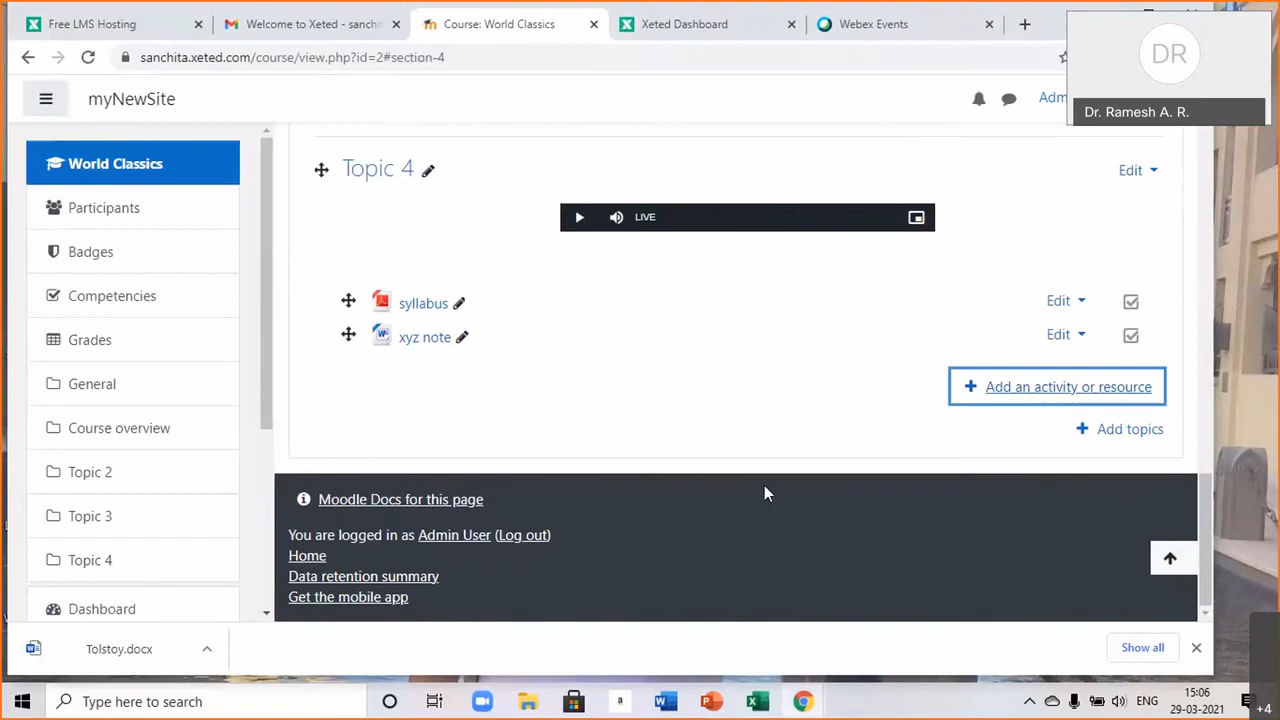 Free LMS Hosting
Welcome to Xeted - sanchit
Course: World Classics
Xeted Dashboard
Webex Events
sanchita.xeted.com/course/view.php?id=2#section-4
DR
Dr. Ramesh A. R.
myNewSite
Adm
World Classics
Participants
Badges
Competencies
Grades
General
Course overview
Topic 2
Topic 3
Topic 4
Dashboard
Topic 4
Edit
LIVE
syllabus
Edit
xyz note
Edit
Add an activity or resource
Add topics
Moodle Docs for this page
You are logged in as Admin User (Log out)
Home
Data retention summary
Get the mobile app
Tolstoy.docx
Show all
Type here to search
a
ENG
15:06
29-03-2021
+4